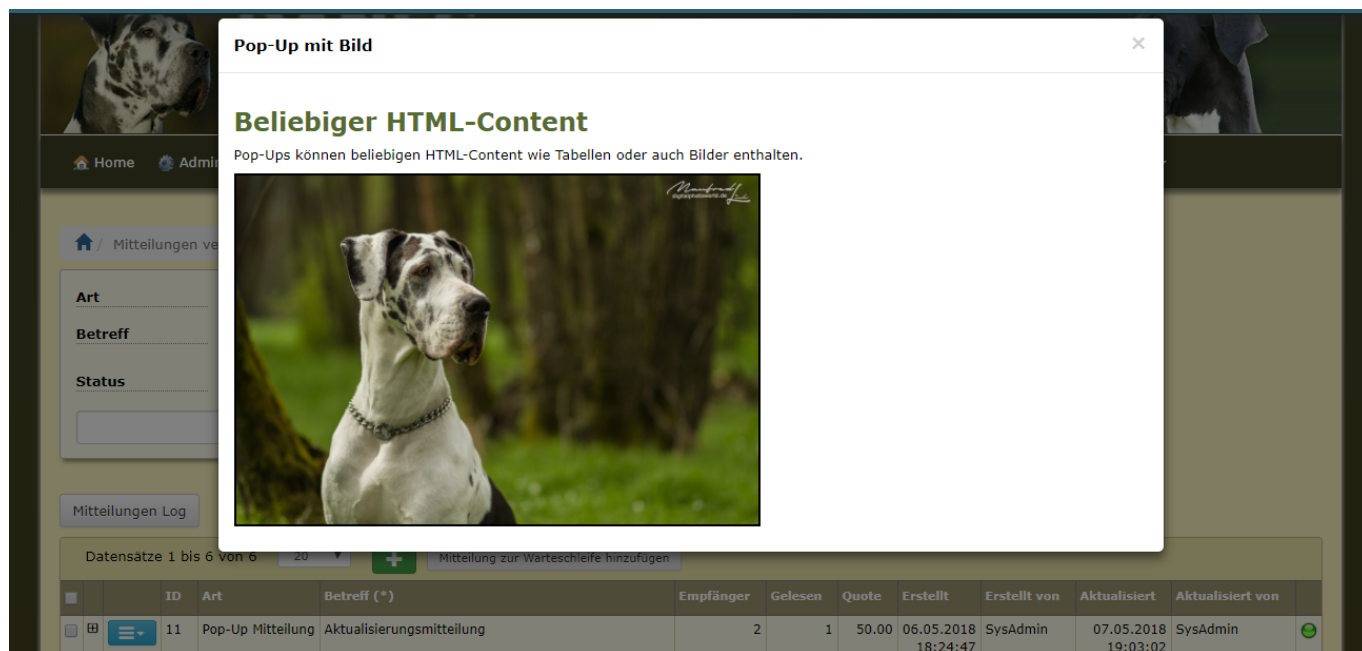 Pop-Up mit Bild
×
Beliebiger HTML-Content
Pop-Ups können beliebigen HTML-Content wie Tabellen oder auch Bilder enthalten.
Home
Mitteilungen
Art
Betreff
Status
Mitteilungen Log
Datensätze 1 bis 6 von 6 20 Mitteilung zur Warteschleife hinzufügen
ID Art Betreff (*) Empfänger Gelesen Quote Erstellt Erstellt von Aktualisiert Aktualisiert von
11 Pop-Up Mitteilung Aktualisierungsmitteilung 2 1 50.00 06.05.2018 SysAdmin 07.05.2018 SysAdmin
18:24:47 19:03:02